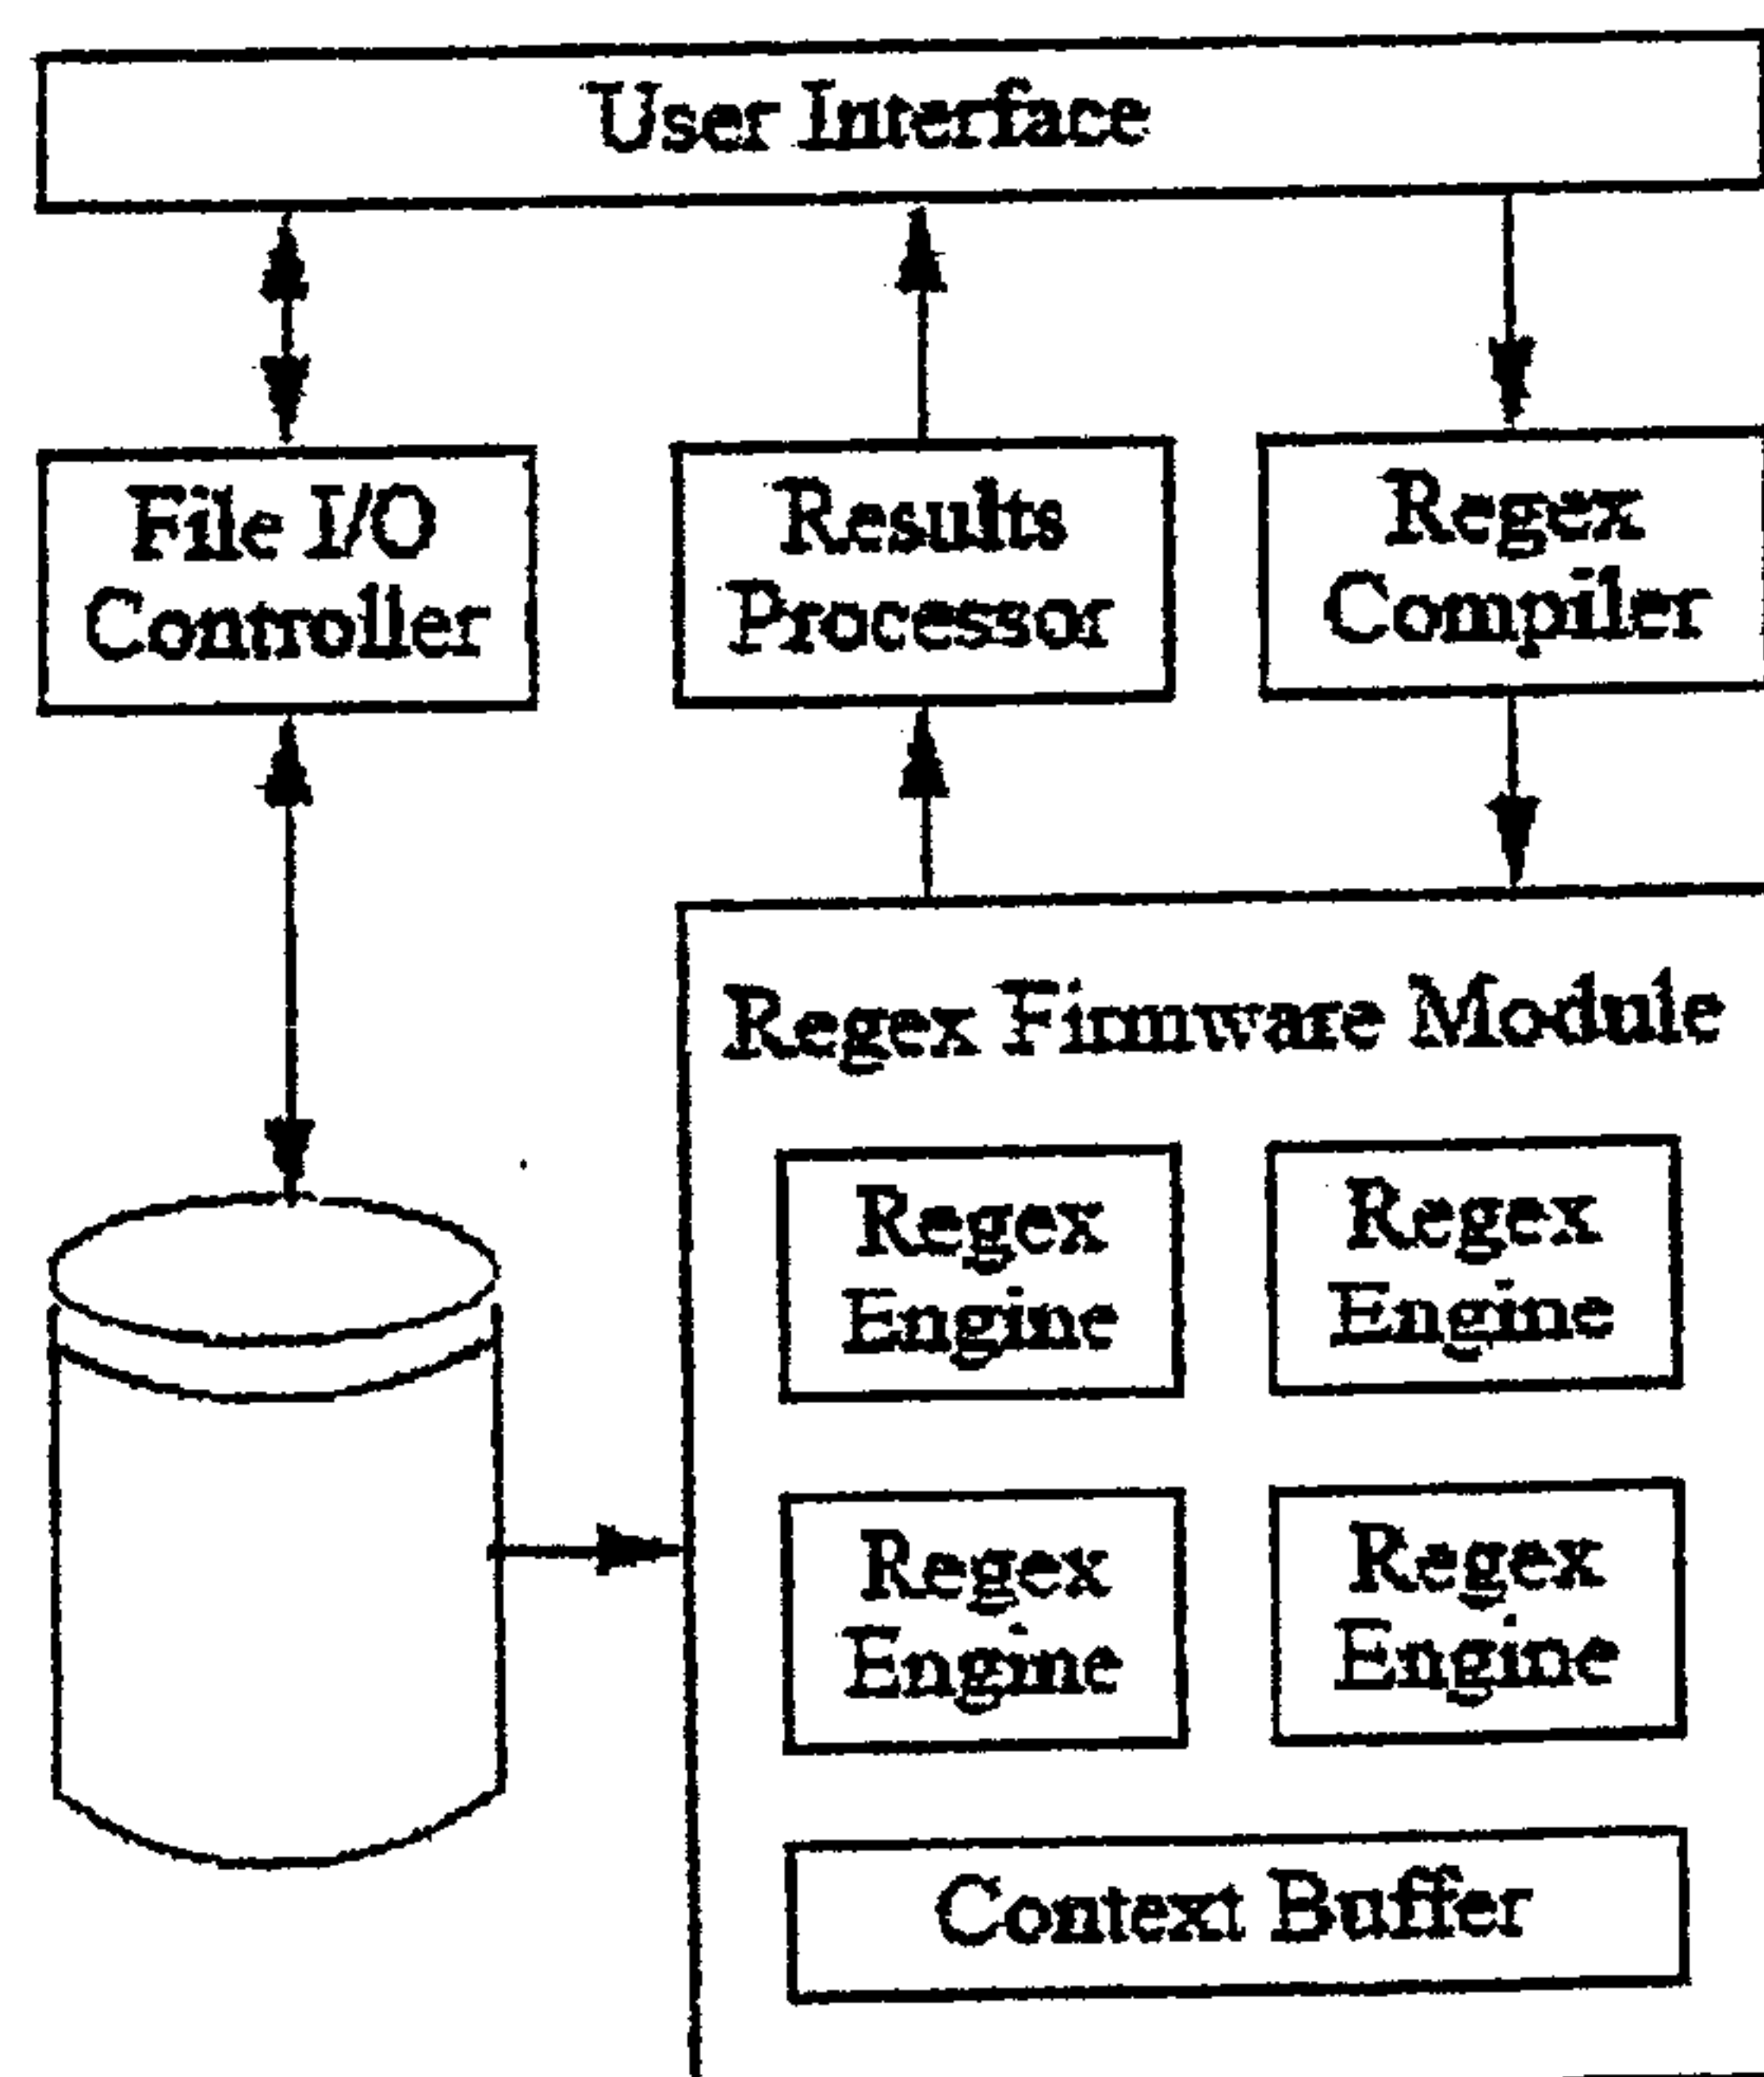 User Interface
File I/O
Controller
Results
Processor
Regex
Compiler
Regex Firmware Module
Regex
Engine
Regex
Engine
Regex
Engine
Regex
Engine
Context Buffer